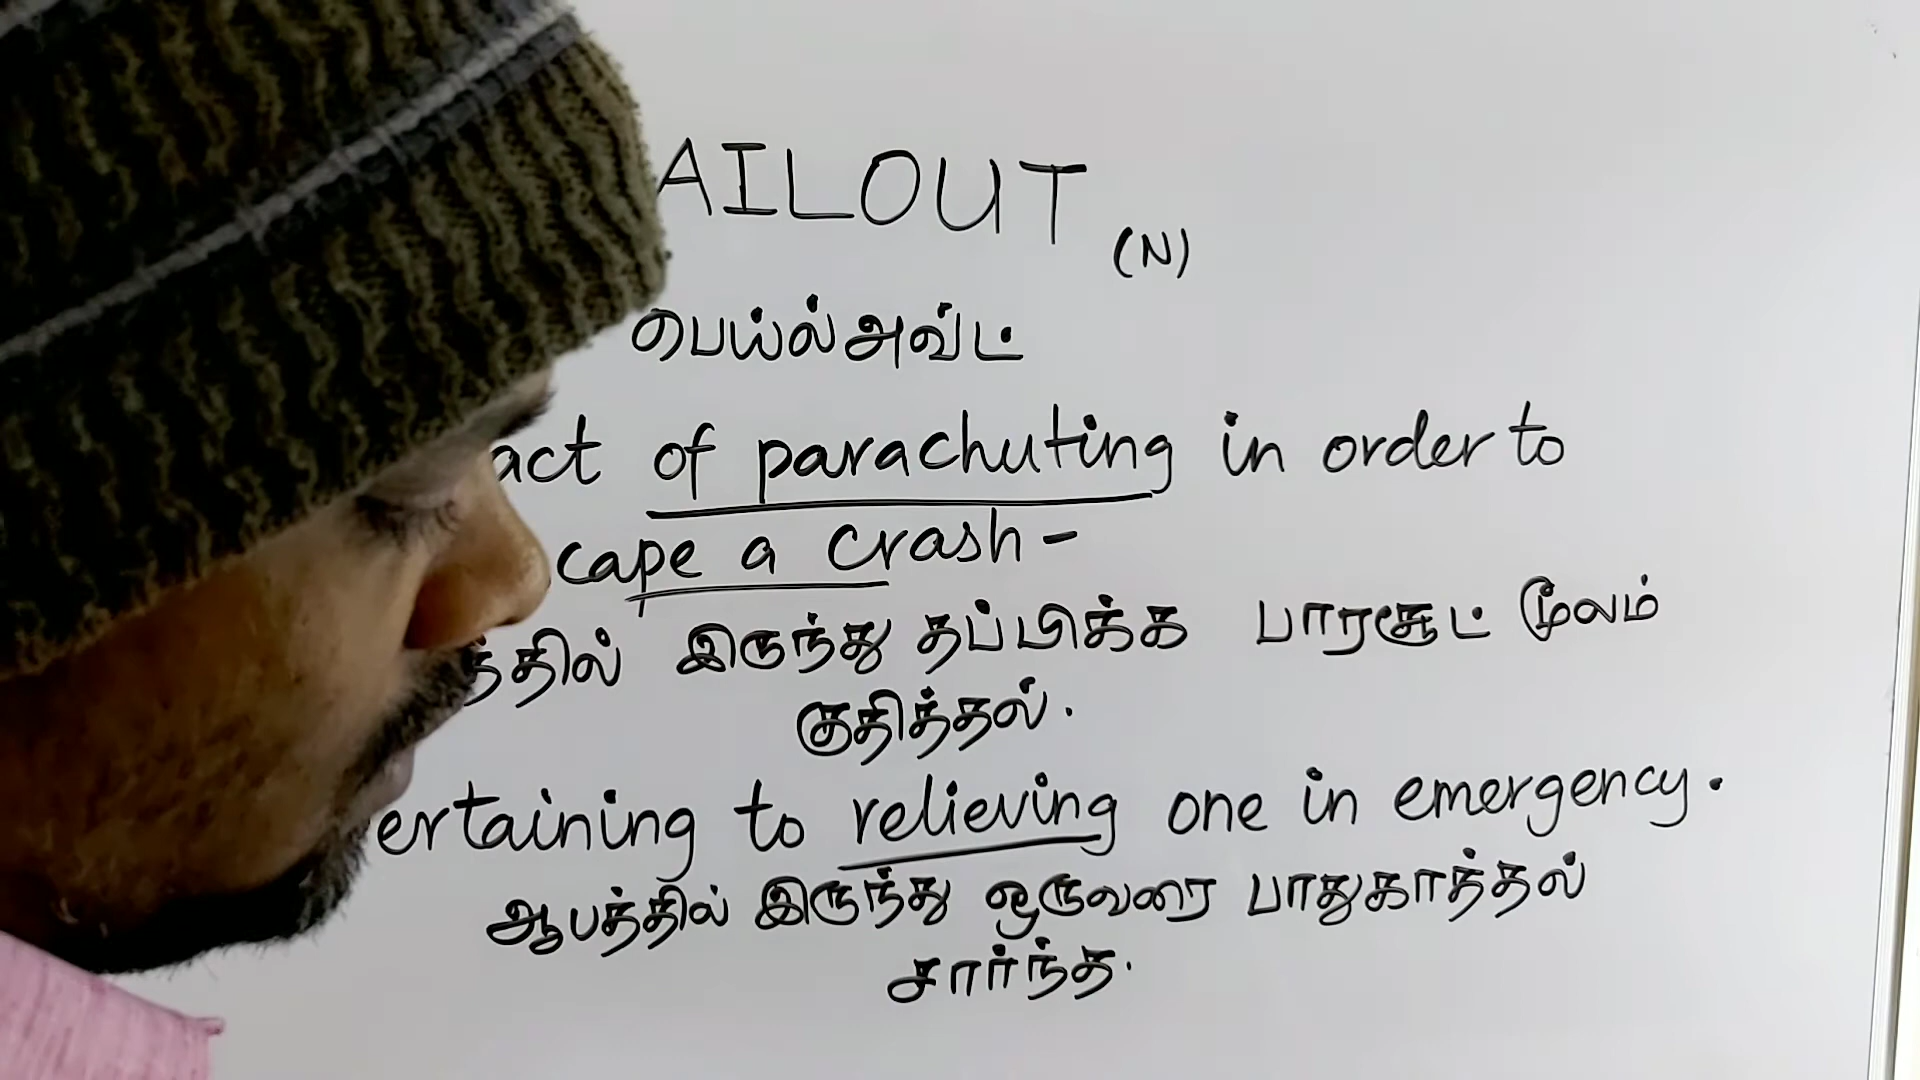 AILOUT (N)
பெய்ல்அவ்ட்
act of parachuting in order to
cape a crash -
த்தில் இருந்து தப்பிக்க பாரசூட் மூலம்
குதித்தல்.
ertaining to relieving one in emergency.
ஆபத்தில் இருந்து ஒருவரை பாதுகாத்தல்
சார்ந்த.